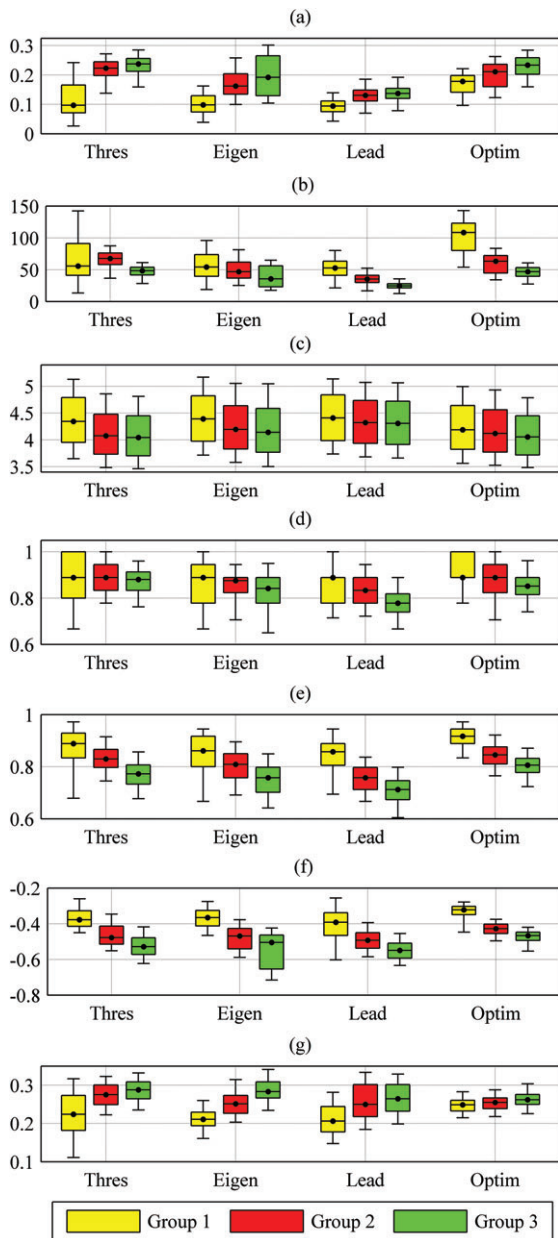 (a)
0.3
0.2
0.1
0
Thres Eigen Lead Optim
(b)
150
100
50
0
Thres Eigen Lead Optim
(c)
5
4.5
4
3.5
Thres Eigen Lead Optim
(d)
1
0.8
0.6
Thres Eigen Lead Optim
(e)
1
0.8
0.6
Thres Eigen Lead Optim
(f)
-0.2
-0.4
-0.6
-0.8
Thres Eigen Lead Optim
(g)
0.3
0.2
0.1
Thres Eigen Lead Optim
Group 1 Group 2 Group 3